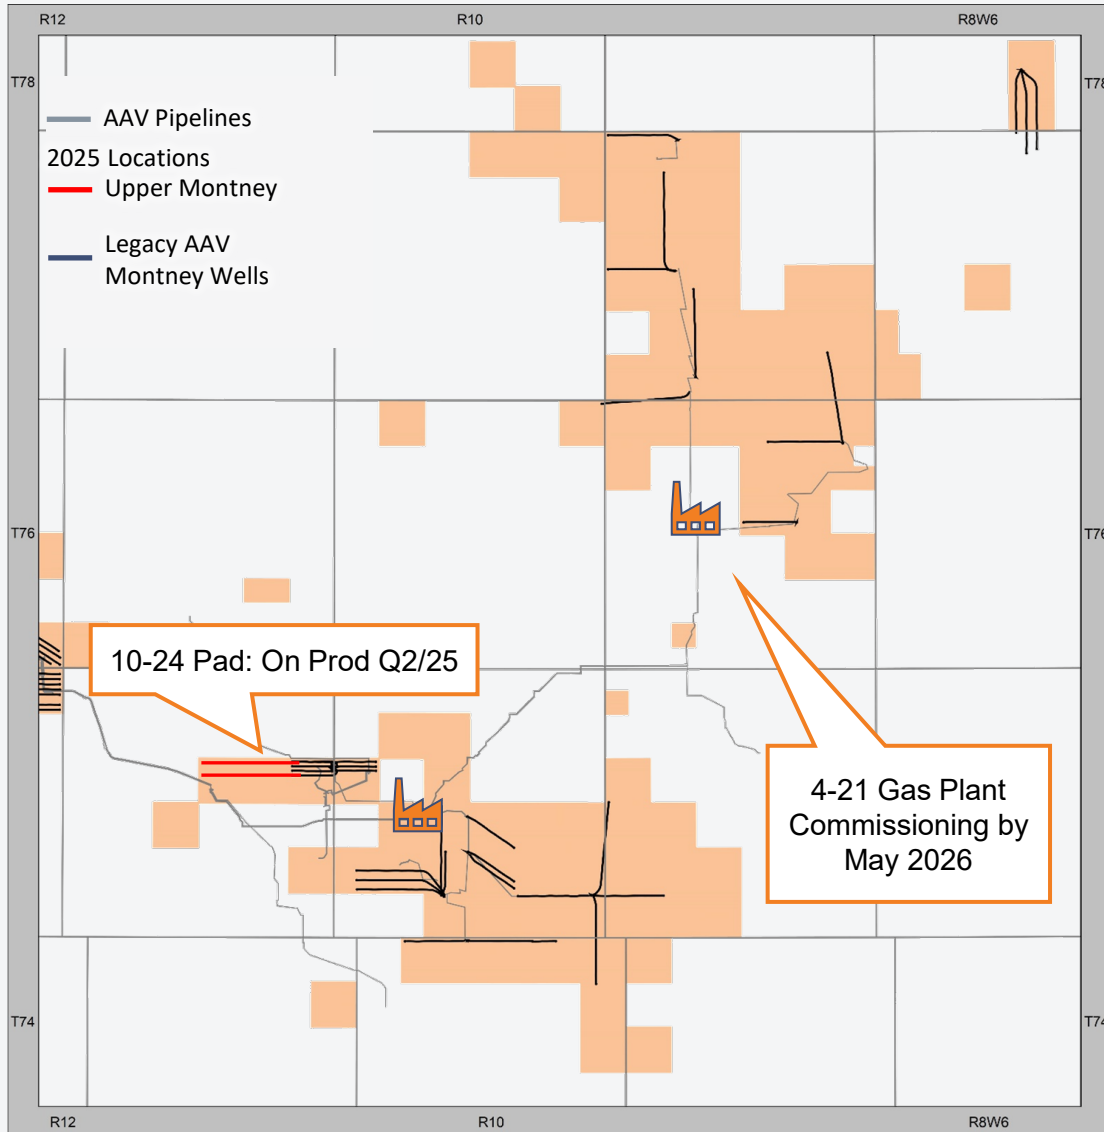 R12
R10
R8W6
T78
T78
AAV Pipelines
2025 Locations
Upper Montney
Legacy AAV
Montney Wells
T76
T76
10-24 Pad: On Prod Q2/25
4-21 Gas Plant
Commissioning by
May 2026
T74
T74
R12
R10
R8W6